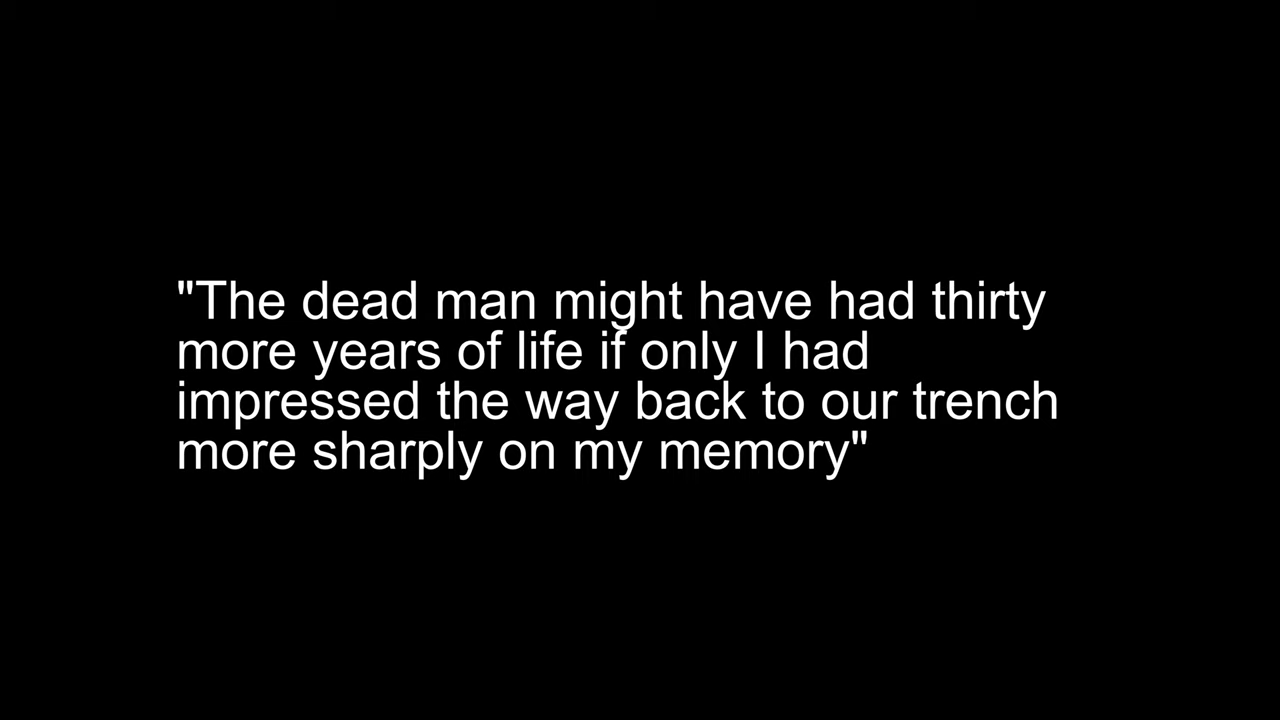 "The dead man might have had thirty
more years of life if only I had
impressed the way back to our trench
more sharply on my memory"